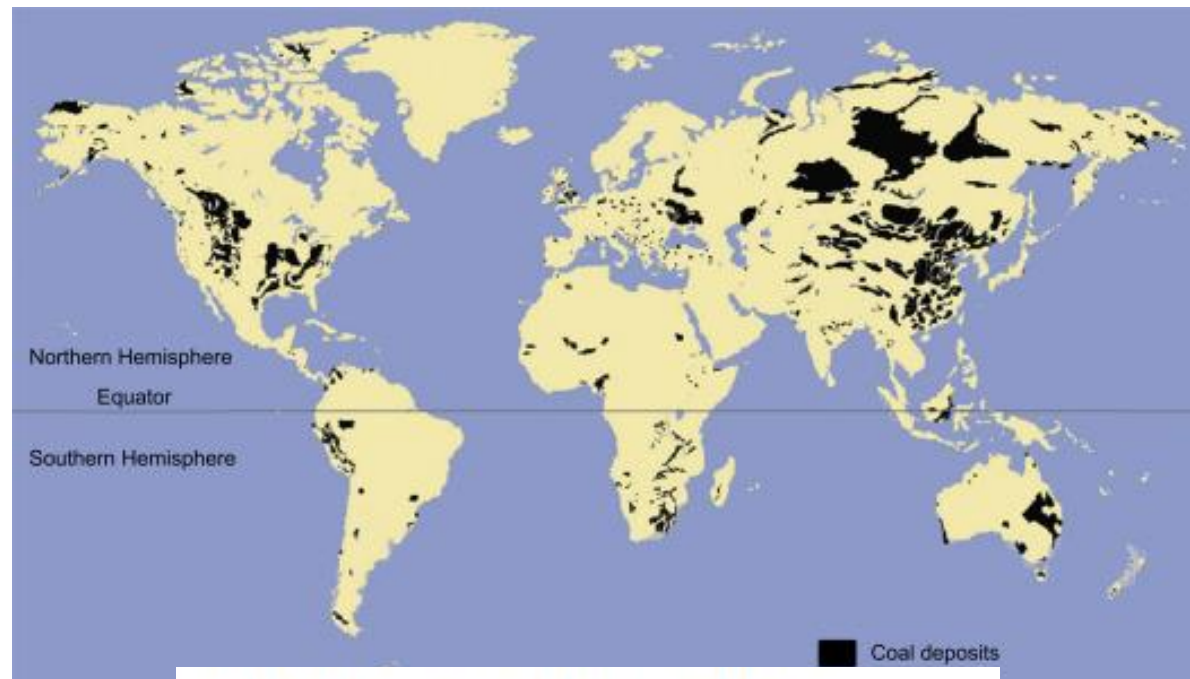 Northern Hemisphere
Equator
Southern Hemisphere
Coal deposits